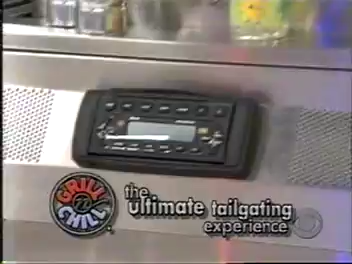 GRILL
'n'
CHILL
the
ultimate tailgating
experience